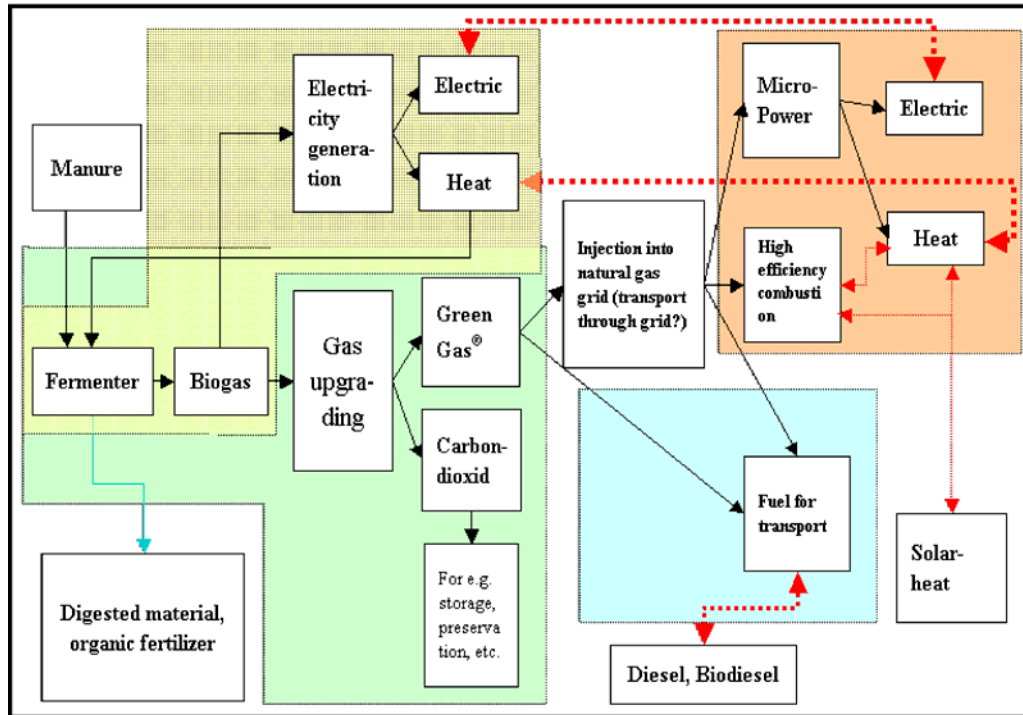 Manure
Electri-
city
genera-
tion
Electric
Heat
Micro-
Power
Electric
Heat
Injection into
natural gas
grid (transport
through grid?)
High
efficiency
combusti
on
Fermenter
Biogas
Gas
upgra-
ding
Green
Gas®
Carbon-
dioxid
Fuel for
transport
Solar-
heat
Digested material,
organic fertilizer
For e.g.
storage,
preserva
tion, etc.
Diesel, Biodiesel